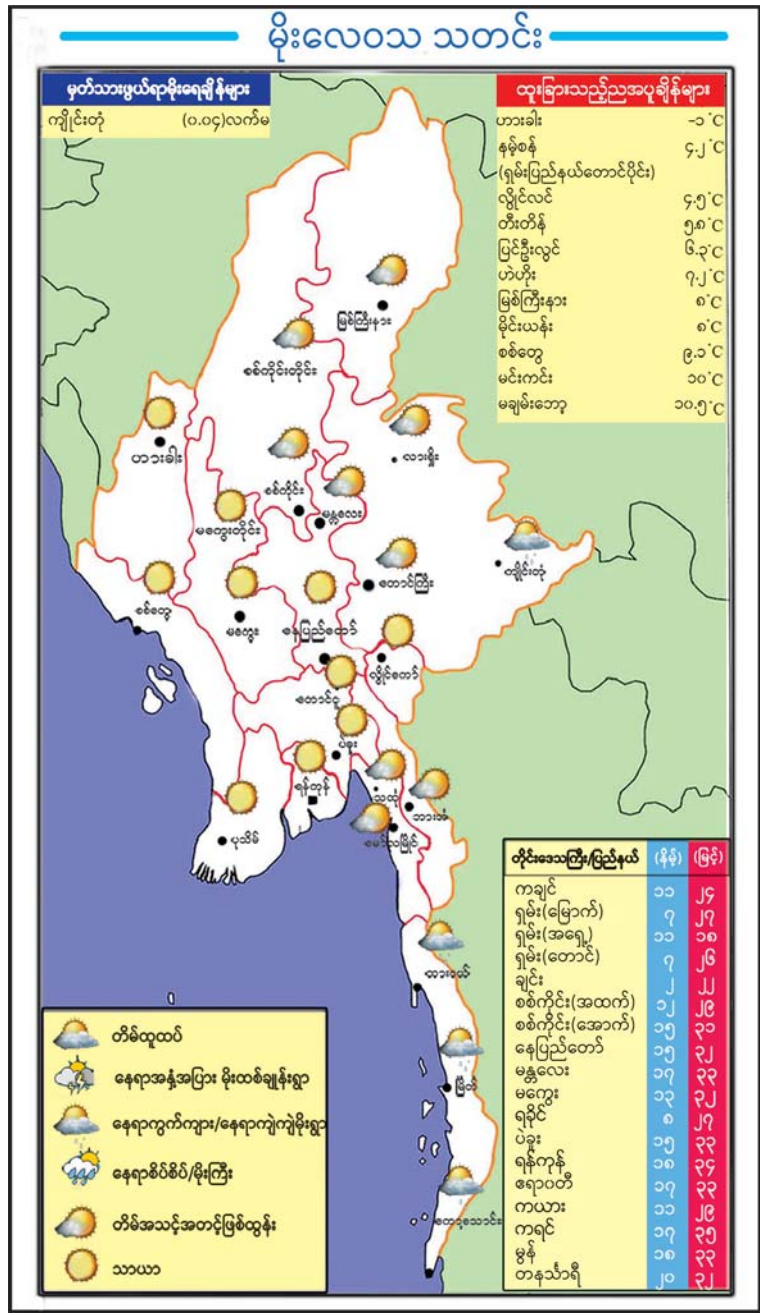 မိုးလေဝသ သတင်း
မှတ်သားဖွယ်ရာမိုးရေချိန်များ
ကျိုင်းတုံ (၀.၀၄)လက်မ
ထူးခြားသည့်ညအပူချိန်များ
ဟားခါး -၁°C
နမ့်စန် ၄.၂°C
(ရှမ်းပြည်နယ်တောင်ပိုင်း)
လွိုင်လင် ၄.၅°C
တီးတိန် ၅.၈°C
ပြင်ဦးလွင် ၆.၃°C
ဟဲဟိုး ၇.၂°C
မြစ်ကြီးနား ၈°C
မိုင်းယန်း ၈°C
စစ်တွေ ၉.၁°C
မင်းကင်း ၁၀°C
မချမ်းဘော့ ၁၀.၅°C
မြစ်ကြီးနား
စစ်ကိုင်းတိုင်း
ဟားခါး
လားရှိုး
စစ်ကိုင်း
မန္တလေး
မကွေးတိုင်း
ကျိုင်းတုံ
တောင်ကြီး
စစ်တွေ
မကွေး
နေပြည်တော်
လွိုင်ကော်
တောင်ငူ
ပဲခူး
ရန်ကုန်
သထုံ
ဘားအံ
မော်လမြိုင်
ပုသိမ်
ထားဝယ်
မြိတ်
ကော့သောင်း
တိမ်ထူထပ်
နေရာအနှံ့အပြား မိုးထစ်ချုန်းရွာ
နေရာကွက်ကျား/နေရာကျဲကျဲမိုးရွာ
နေရာစိပ်စိပ်/မိုးကြီး
တိမ်အသင့်အတင့်ဖြစ်ထွန်း
သာယာ
တိုင်းဒေသကြီး/ပြည်နယ် (နိမ့်) (မြင့်)
ကချင် ၁၁ ၂၄
ရှမ်း(မြောက်) ၇ ၂၇
ရှမ်း(အရှေ့) ၁၁ ၁၈
ရှမ်း(တောင်) ၇ ၂၆
ချင်း ၂ ၂၂
စစ်ကိုင်း(အထက်) ၁၂ ၂၉
စစ်ကိုင်း(အောက်) ၁၅ ၃၁
နေပြည်တော် ၁၅ ၃၂
မန္တလေး ၁၇ ၃၃
မကွေး ၁၃ ၃၂
ရခိုင် ၈ ၂၇
ပဲခူး ၁၅ ၃၃
ရန်ကုန် ၁၈ ၃၄
ဧရာဝတီ ၁၇ ၃၃
ကယား ၁၁ ၂၉
ကရင် ၁၇ ၃၅
မွန် ၁၈ ၃၃
တနင်္သာရီ ၂၀ ၃၂